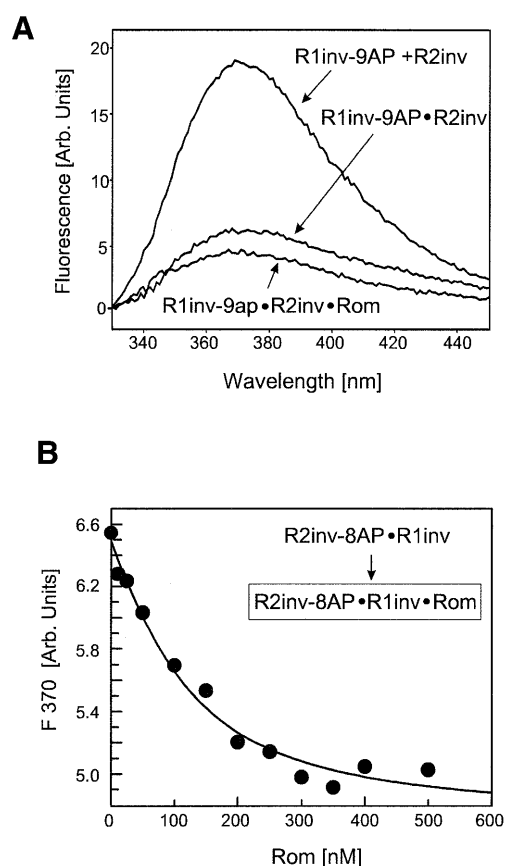 A
20
15
10
5
0
Fluorescence [Arb. Units]
R1inv-9AP +R2inv
R1inv-9AP•R2inv
R1inv-9ap•R2inv•Rom
340 360 380 400 420 440
Wavelength [nm]
B
6.6
6.2
5.8
5.4
5.0
F 370 [Arb. Units]
R2inv-8AP•R1inv
R2inv-8AP•R1inv•Rom
0 100 200 300 400 500 600
Rom [nM]